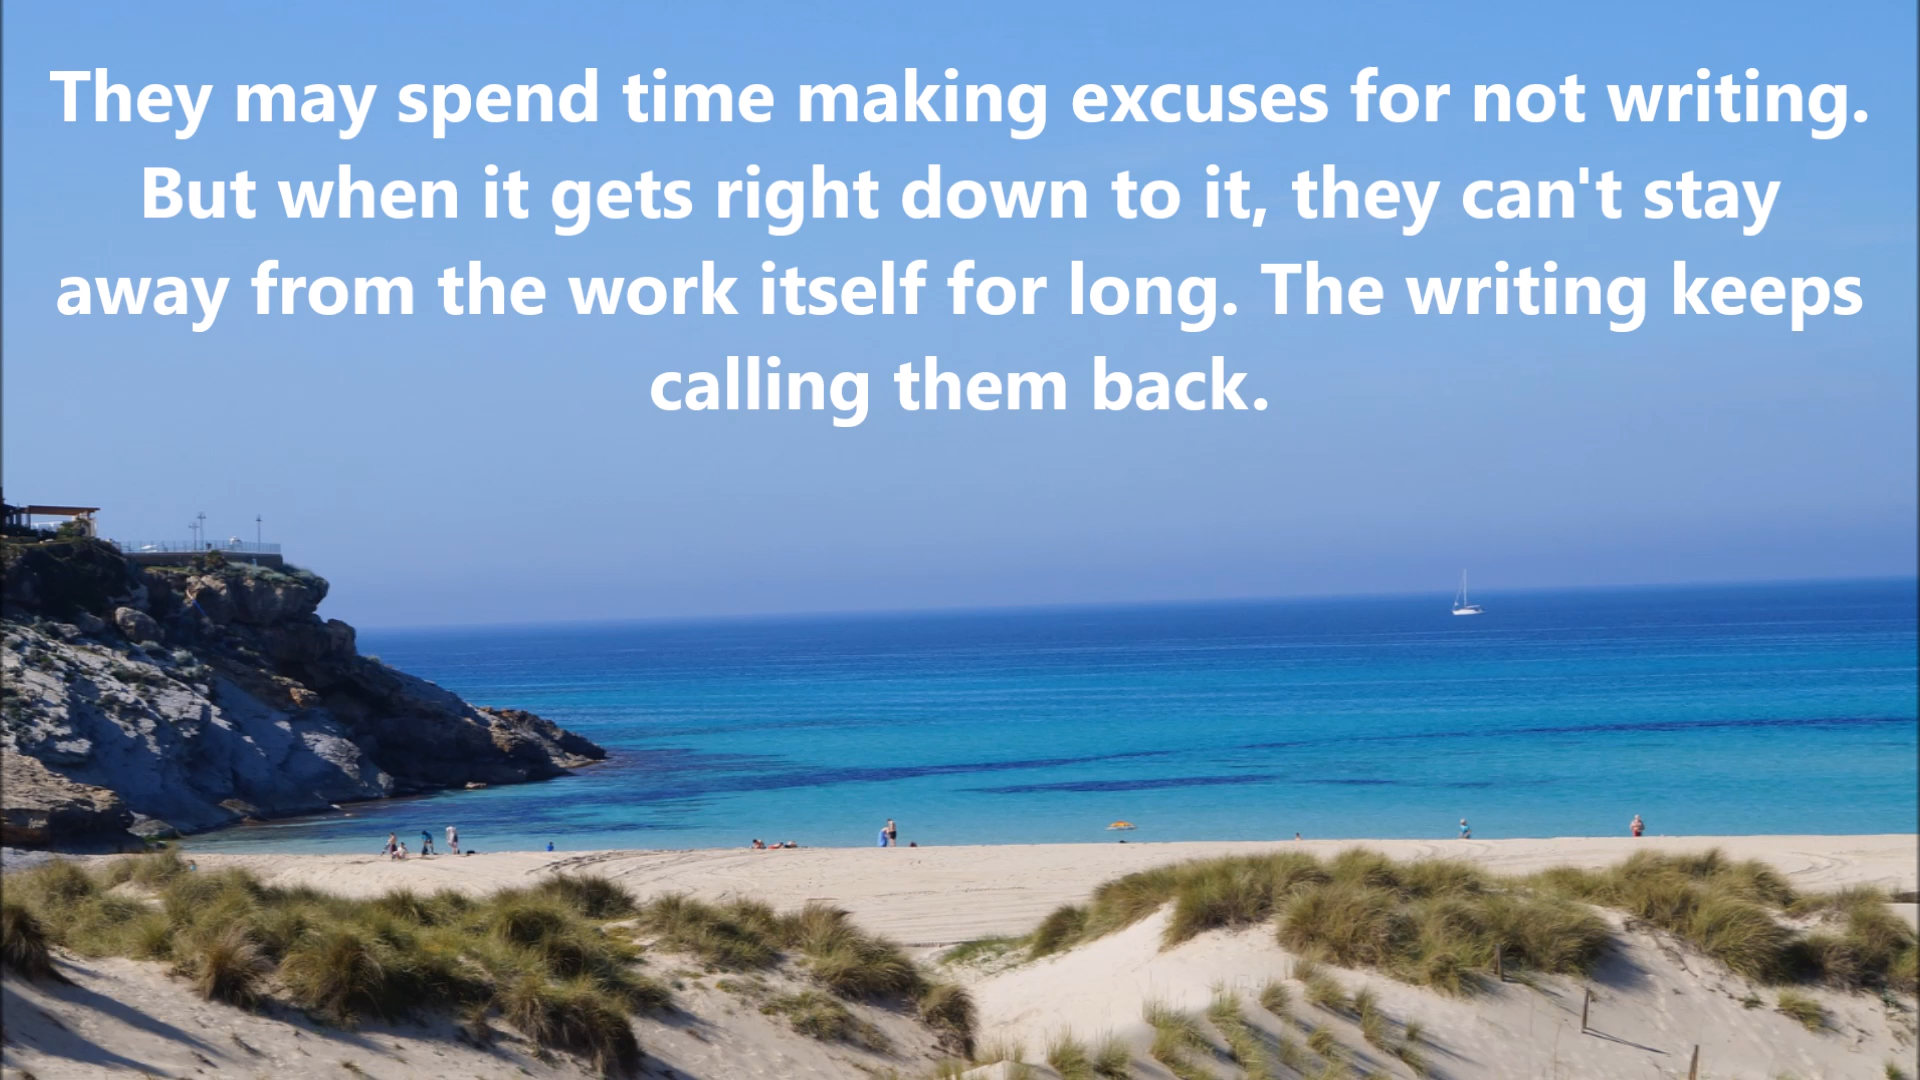 They may spend time making excuses for not writing.
But when it gets right down to it, they can't stay
away from the work itself for long. The writing keeps
calling them back.